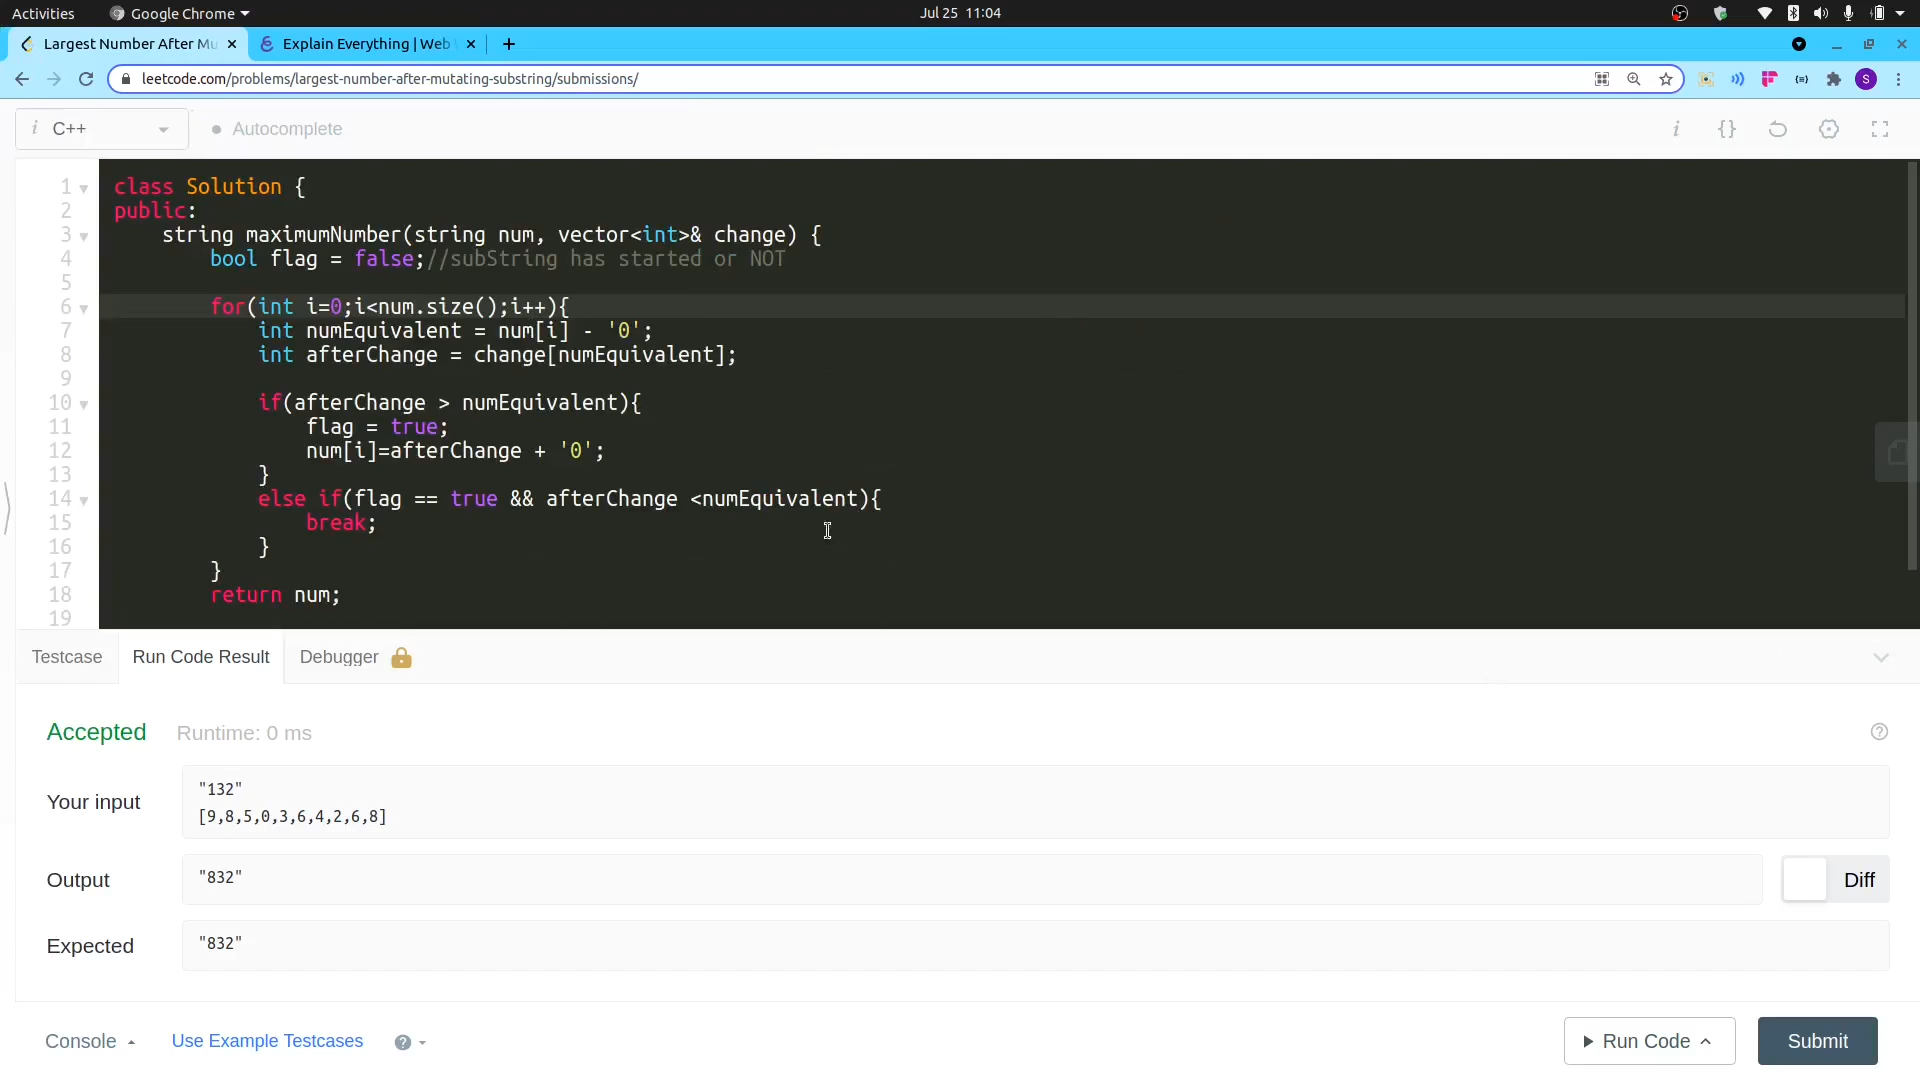 Activities
Google Chrome
Jul 25 11:04
Largest Number After Mu
Explain Everything | Web
leetcode.com/problems/largest-number-after-mutating-substring/submissions/
S
i C++
Autocomplete
i {}
1 class Solution {
2 public:
3 string maximumNumber(string num, vector<int>& change) {
4 bool flag = false;//subString has started or NOT
5
6 for(int i=0;i<num.size();i++){
7 int numEquivalent = num[i] - '0';
8 int afterChange = change[numEquivalent];
9
10 if(afterChange > numEquivalent){
11 flag = true;
12 num[i]=afterChange + '0';
13 }
14 else if(flag == true && afterChange <numEquivalent){
15 break;
16 }
17 }
18 return num;
19
Testcase
Run Code Result
Debugger
Accepted
Runtime: 0 ms
?
Your input
"132"
[9,8,5,0,3,6,4,2,6,8]
Output
"832"
Diff
Expected
"832"
Console
Use Example Testcases
?
Run Code
Submit